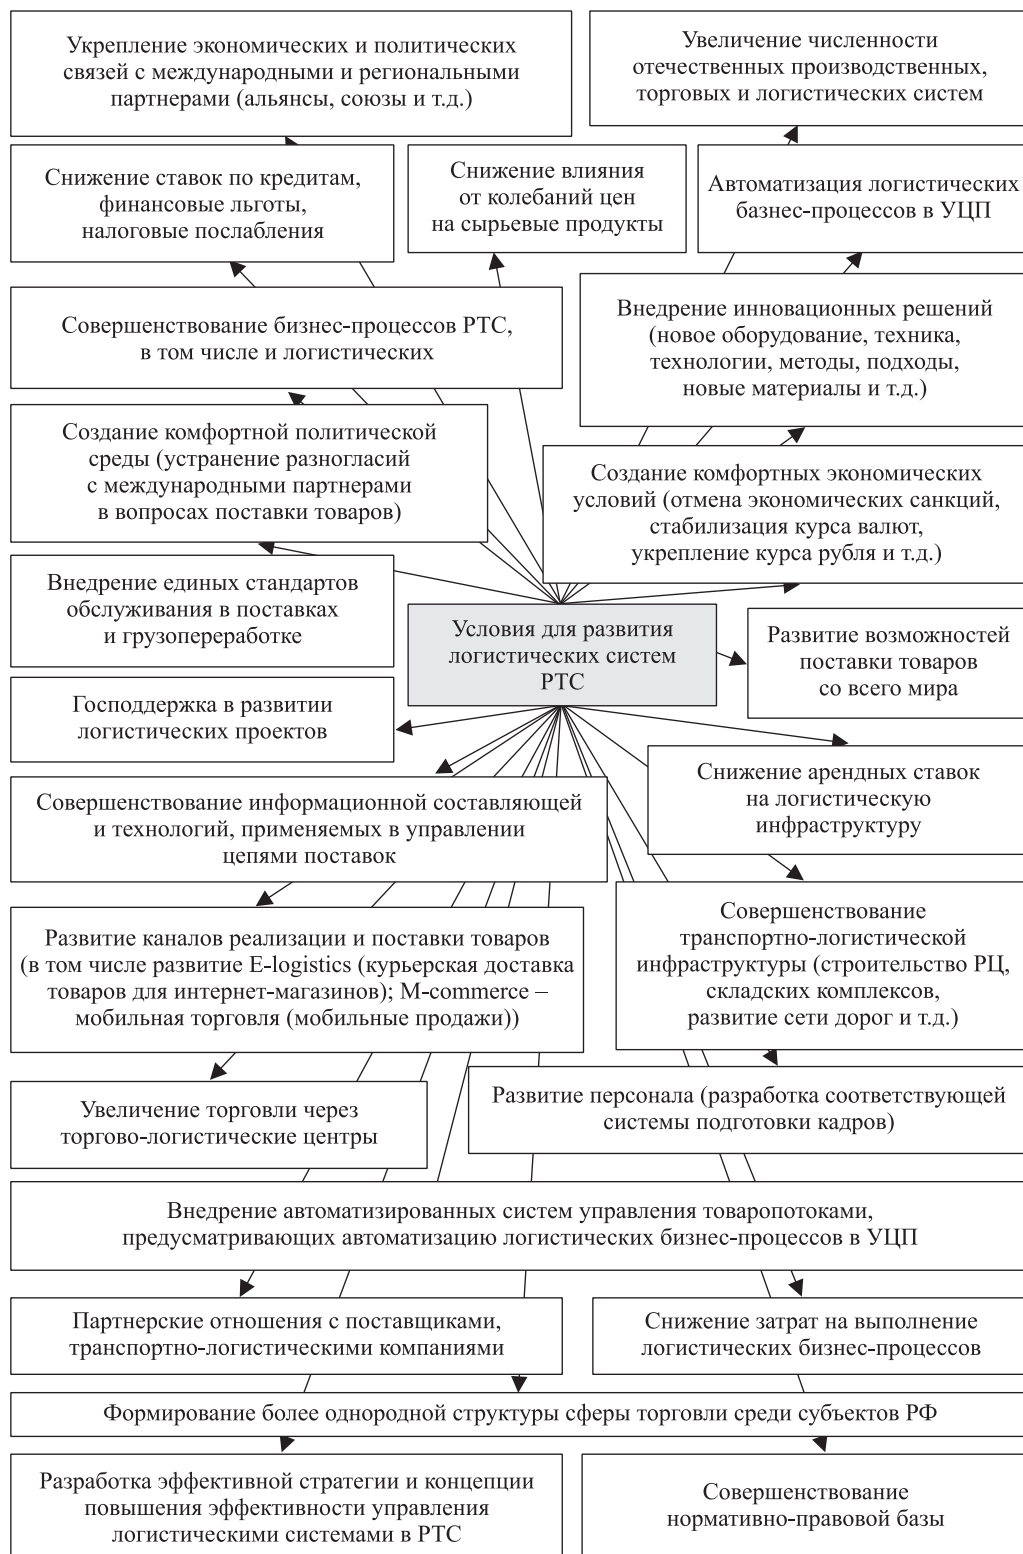 Укрепление экономических и политических
связей с международными и региональными
партнерами (альянсы, союзы и т.д.)
Увеличение численности
отечественных производственных,
торговых и логистических систем
Снижение ставок по кредитам,
финансовые льготы,
налоговые послабления
Снижение влияния
от колебаний цен
на сырьевые продукты
Автоматизация логистических
базнес-процессов в УЦП
Совершенствование бизнес-процессов РТС,
в том числе и логистических
Внедрение инновационных решений
(новое оборудование, техника,
технологии, методы, подходы,
новые материалы и т.д.)
Создание комфортной политической
среды (устранение разногласий
с международными партнерами
в вопросах поставки товаров)
Создание комфортных экономических
условий (отмена экономических санкций,
стабилизация курса валют,
укрепление курса рубля и т.д.)
Внедрение единых стандартов
обслуживания в поставках
и грузопереработке
Условия для развития
логистических систем
РТС
Развитие возможностей
поставки товаров
со всего мира
Господдержка в развитии
логистических проектов
Снижение арендных ставок
на логистическую
инфраструктуру
Совершенствование информационной составляющей
и технологий, применяемых в управлении
цепями поставок
Совершенствование
транспортно-логистической
инфраструктуры (строительство РЦ,
складских комплексов,
развитие сети дорог и т.д.)
Развитие каналов реализации и поставки товаров
(в том числе развитие E-logistics (курьерская доставка
товаров для интернет-магазинов); M-commerce –
мобильная торговля (мобильные продажи))
Увеличение торговли через
торгово-логистические центры
Развитие персонала (разработка соответствующей
системы подготовки кадров)
Внедрение автоматизированных систем управления товаропотоками,
предусматривающих автоматизацию логистических бизнес-процессов в УЦП
Партнерские отношения с поставщиками,
транспортно-логистическими компаниями
Снижение затрат на выполнение
логистических бизнес-процессов
Формирование более однородной структуры сферы торговли среди субъектов РФ
Разработка эффективной стратегии и концепции
повышения эффективности управления
логистическими системами в РТС
Совершенствование
нормативно-правовой базы